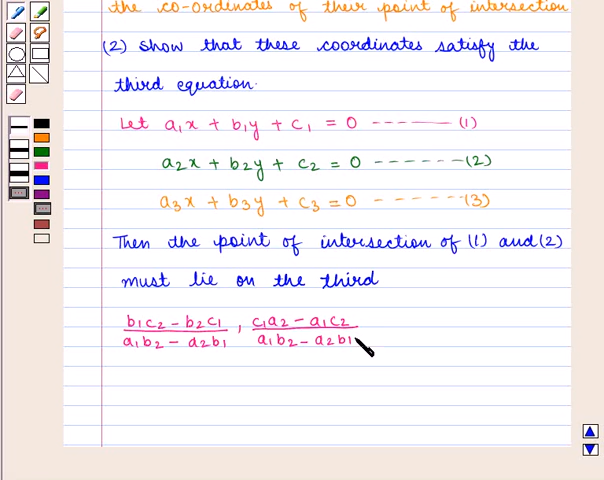 the co-ordinates of their point of intersection
(2) Show that these coordinates satisfy the
third equation.
Let a₁x + b₁y + c₁ = 0 -------- (1)
a₂x + b₂y + c₂ = 0 ------- (2)
a₃x + b₃y + c₃ = 0 ------- (3)
Then the point of intersection of (1) and (2)
must lie on the third
b₁c₂ - b₂c₁ / a₁b₂ - a₂b₁ , c₁a₂ - a₁c₂ / a₁b₂ - a₂b₁